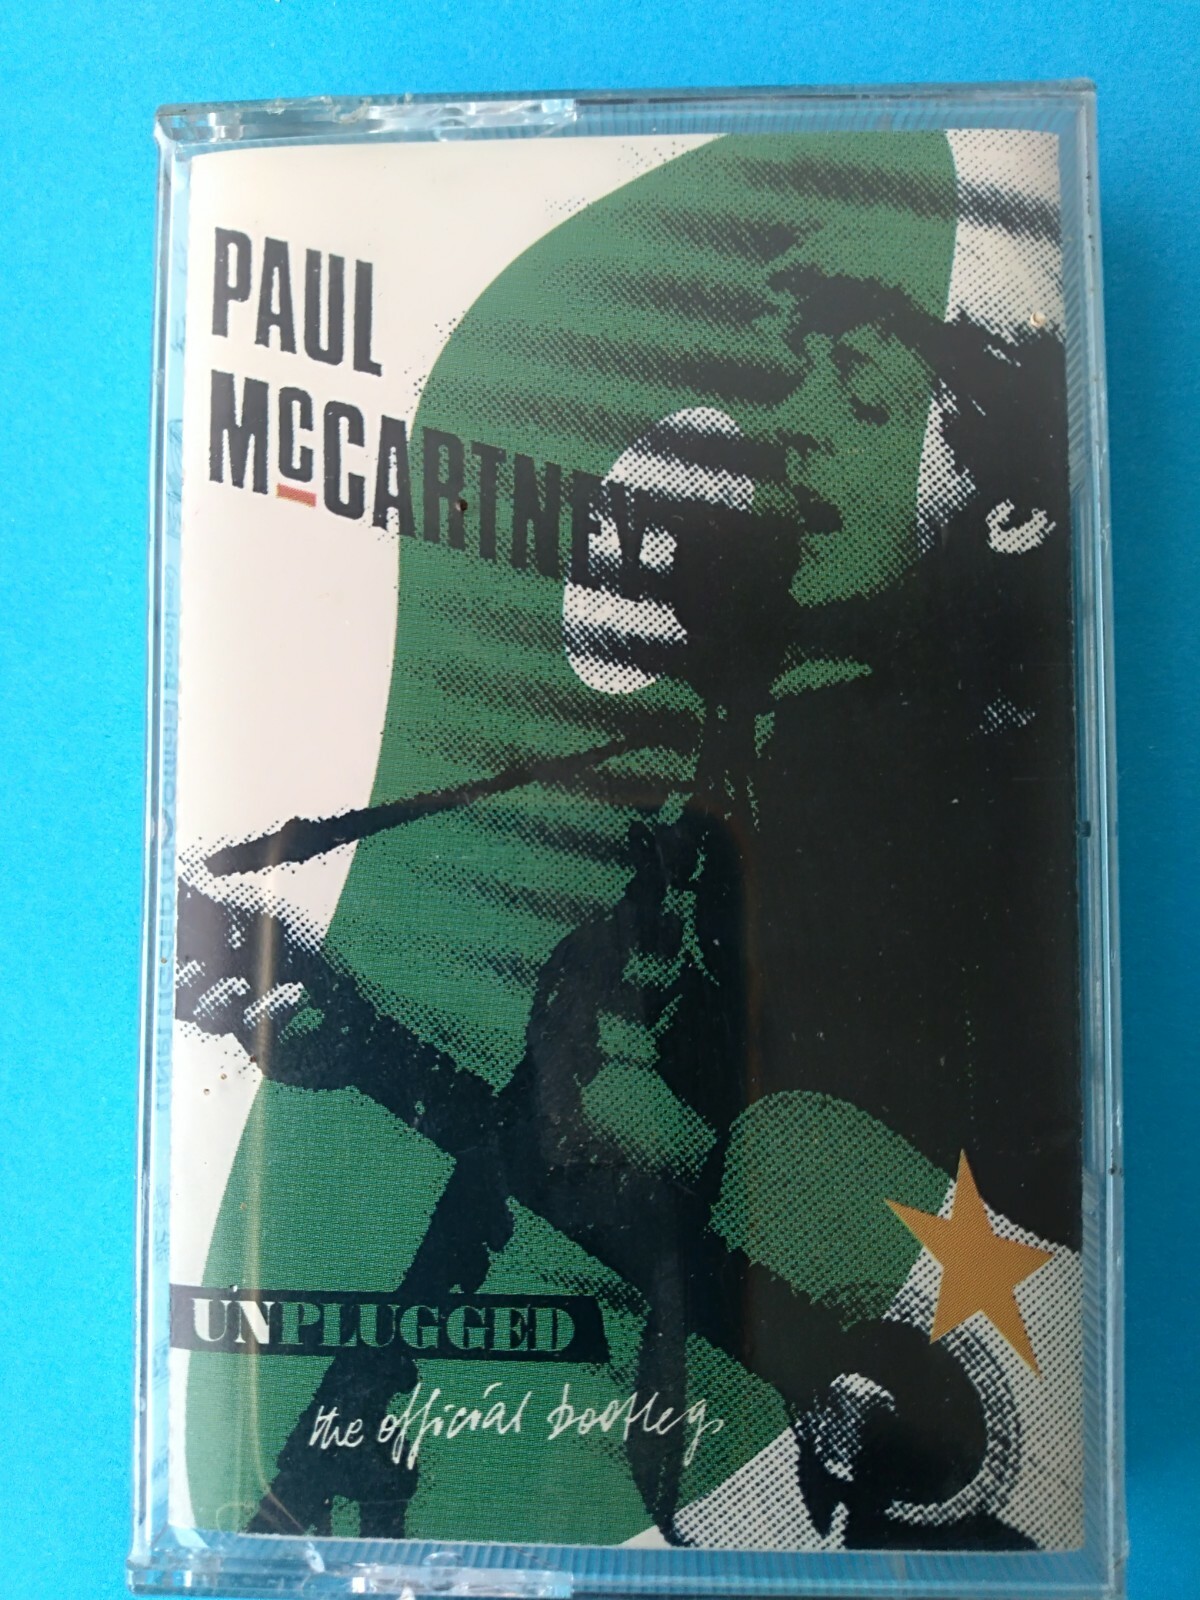 PAUL
McCARTNEY
UNPLUGGED
the official bootleg